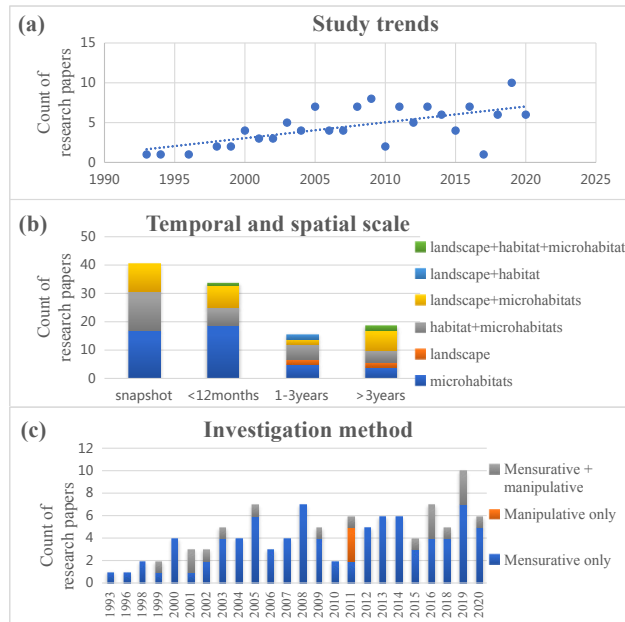 (a) Study trends
Count of
research papers
15
10
5
0
1990 1995 2000 2005 2010 2015 2020 2025
(b) Temporal and spatial scale
Count of research papers
50
40
30
20
10
0
snapshot <12months 1-3years >3years
landscape+habitat+microhabitat
landscape+habitat
landscape+microhabitats
habitat+microhabitats
landscape
microhabitats
(c) Investigation method
Count of
research papers
12
10
8
6
4
2
0
1993 1996 1998 1999 2000 2001 2002 2003 2004 2005 2006 2007 2008 2009 2010 2011 2012 2013 2014 2015 2016 2018 2019 2020
Mensurative +
manipulative
Manipulative only
Mensurative only